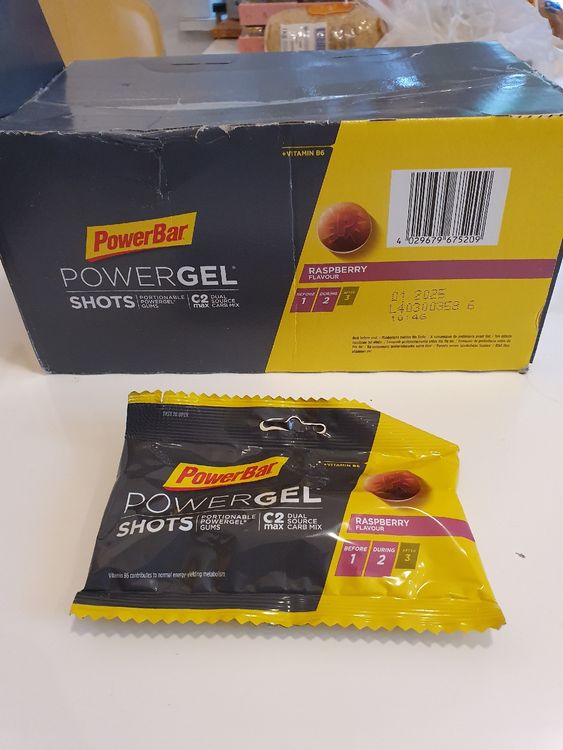 +VITAMIN B6
PowerBar
POWERGEL®
SHOTS
PORTIONABLE
POWERGEL®
GUMS
C2
max
DUAL
SOURCE
CARB MIX
4 029679 675209
RASPBERRY
FLAVOUR
BEFORE
1
DURING
2
AFTER
3
01 2025
10:46
EASY TO OPEN
+VITAMIN B6
PowerBar
POWERGEL
SHOTS
PORTIONABLE
POWERGEL®
GUMS
C2
max
DUAL
SOURCE
CARB MIX
RASPBERRY
FLAVOUR
BEFORE
1
DURING
2
AFTER
3
Vitamin B6 contributes to normal energy-yielding metabolism